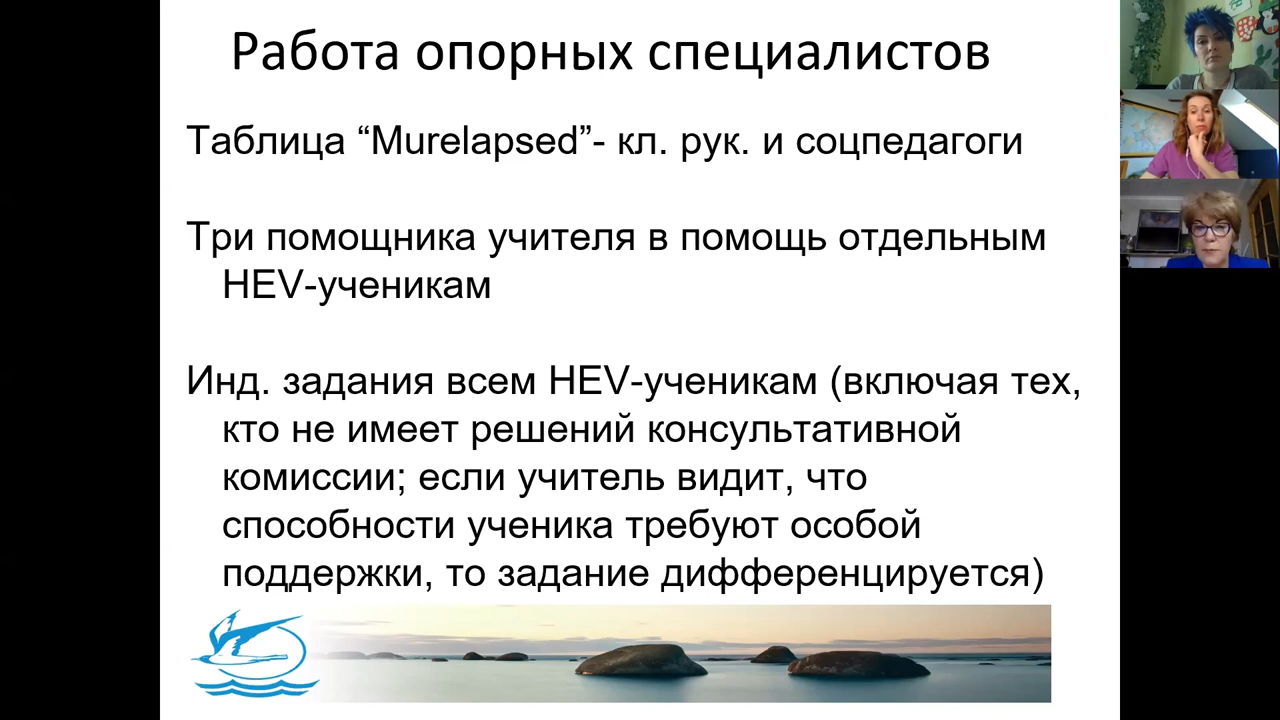 Работа опорных специалистов
Таблица “Murelapsed”- кл. рук. и соцпедагоги
Три помощника учителя в помощь отдельным
HEV-ученикам
Инд. задания всем HEV-ученикам (включая тех,
кто не имеет решений консультативной
комиссии; если учитель видит, что
способности ученика требуют особой
поддержки, то задание дифференцируется)